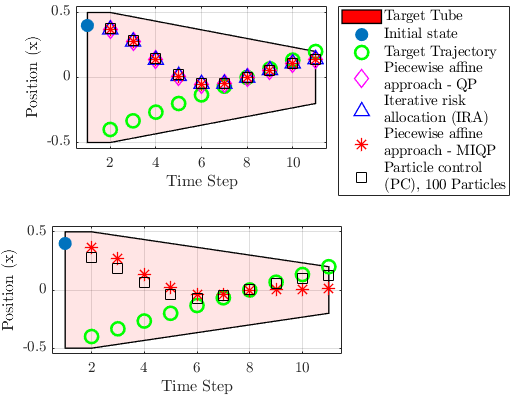 0.5
0
-0.5
Position (x)
2
4
6
8
10
Time Step
Target Tube
Initial state
Target Trajectory
Piecewise affine
approach - QP
Iterative risk
allocation (IRA)
Piecewise affine
approach - MIQP
Particle control
(PC), 100 Particles
0.5
0
-0.5
Position (x)
2
4
6
8
10
Time Step